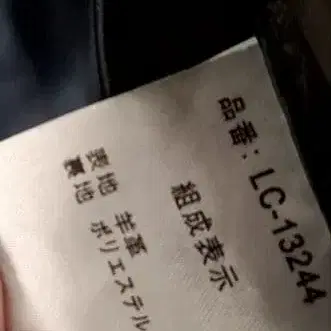 品番: LC-13244
組成表示
表地 羊革
裏地 ポリエステル